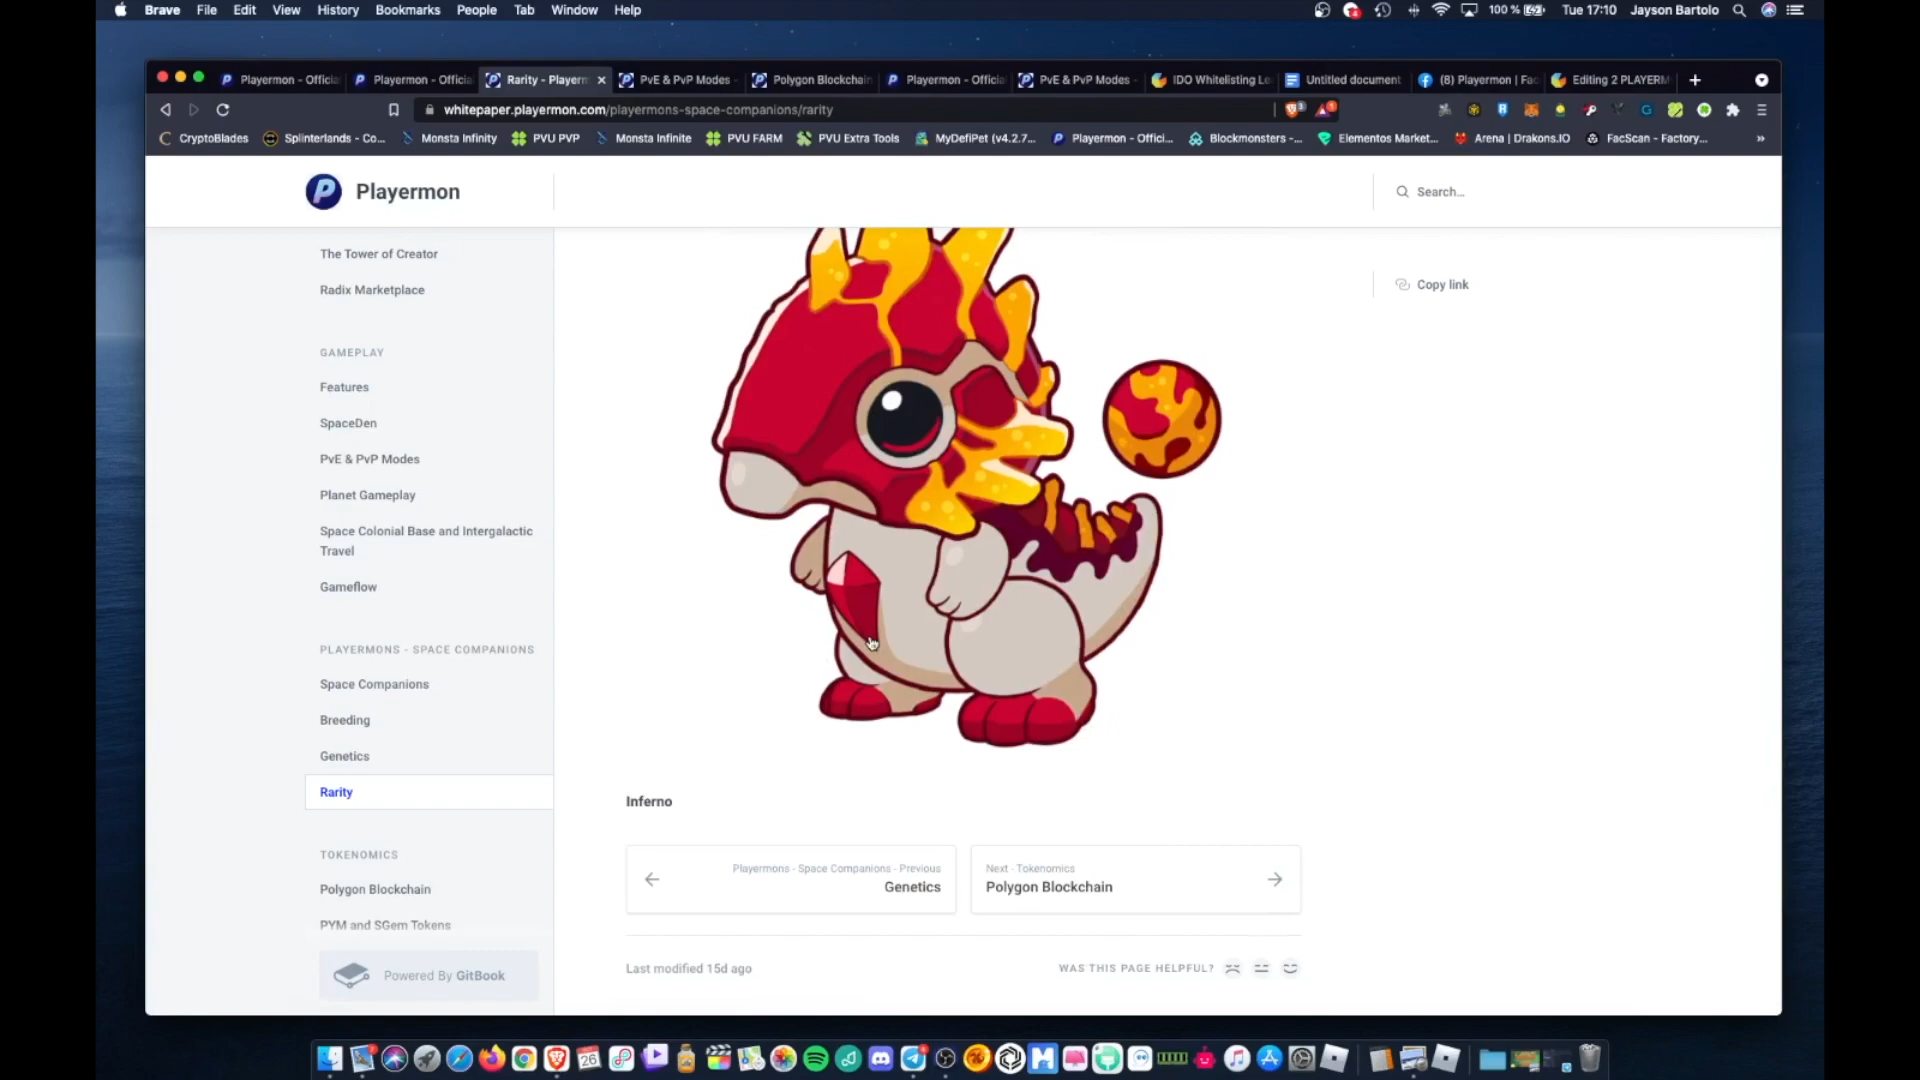 Brave File Edit View History Bookmarks People Tab Window Help 100 % Tue 17:10 Jayson Bartolo
Playermon - Officia Playermon - Officia Rarity - Playerm PvE & PvP Modes - Polygon Blockchain Playermon - Officia PvE & PvP Modes - IDO Whitelisting Le Untitled document (8) Playermon | Fac Editing 2 PLAYERM
whitepaper.playermon.com/playermons-space-companions/rarity
CryptoBlades Splinterlands - Co... Monsta Infinity PVU PVP Monsta Infinite PVU FARM PVU Extra Tools MyDefiPet (v4.2.7... Playermon - Offici... Blockmonsters -... Elementos Market... Arena | Drakons.IO FacScan - Factory... »
Playermon
Search...
The Tower of Creator
Radix Marketplace
Copy link
GAMEPLAY
Features
SpaceDen
PvE & PvP Modes
Planet Gameplay
Space Colonial Base and Intergalactic
Travel
Gameflow
PLAYERMONS - SPACE COMPANIONS
Space Companions
Breeding
Genetics
Rarity
TOKENOMICS
Polygon Blockchain
PYM and SGem Tokens
Powered By GitBook
Inferno
Playermons - Space Companions - Previous
Genetics
Next - Tokenomics
Polygon Blockchain
Last modified 15d ago
WAS THIS PAGE HELPFUL?
26